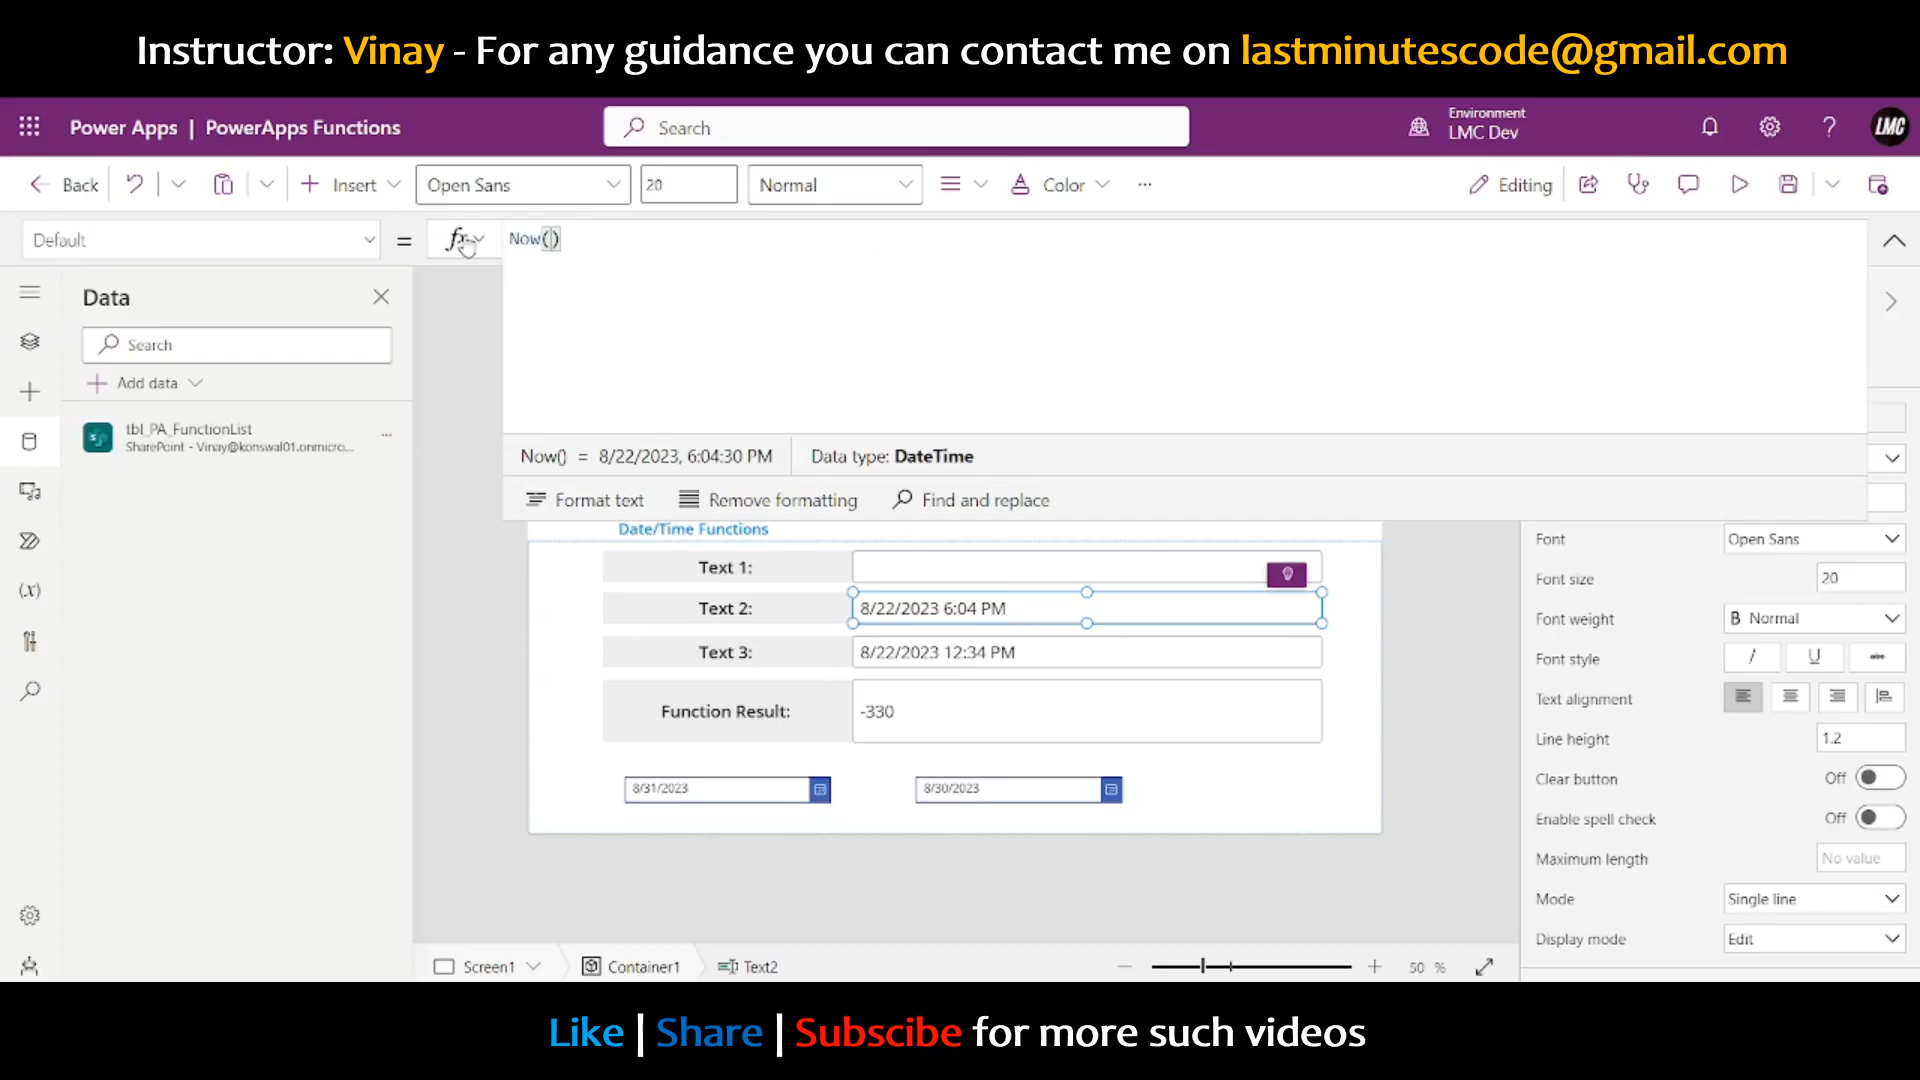 Instructor: Vinay - For any guidance you can contact me on lastminutescode@gmail.com
Power Apps | PowerApps Functions
Search
Environment
LMC Dev
LMC
Back
Insert
Open Sans
20
Normal
Color
...
Editing
Default
=
fx
Now()
Data
Search
Add data
tbl_PA_FunctionList
SharePoint - Vinay@konswal01.onmicro...
...
Now() = 8/22/2023, 6:04:30 PM
Data type: DateTime
Format text
Remove formatting
Find and replace
Date/Time Functions
Text 1:
Text 2:
8/22/2023 6:04 PM
Text 3:
8/22/2023 12:34 PM
Function Result:
-330
8/31/2023
8/30/2023
Font
Open Sans
Font size
20
Font weight
B Normal
Font style
/ U abc
Text alignment
Line height
1.2
Clear button
Off
Enable spell check
Off
Maximum length
No value
Mode
Single line
Display mode
Edit
Screen1
Container1
Text2
50 %
Like | Share | Subscibe for more such videos